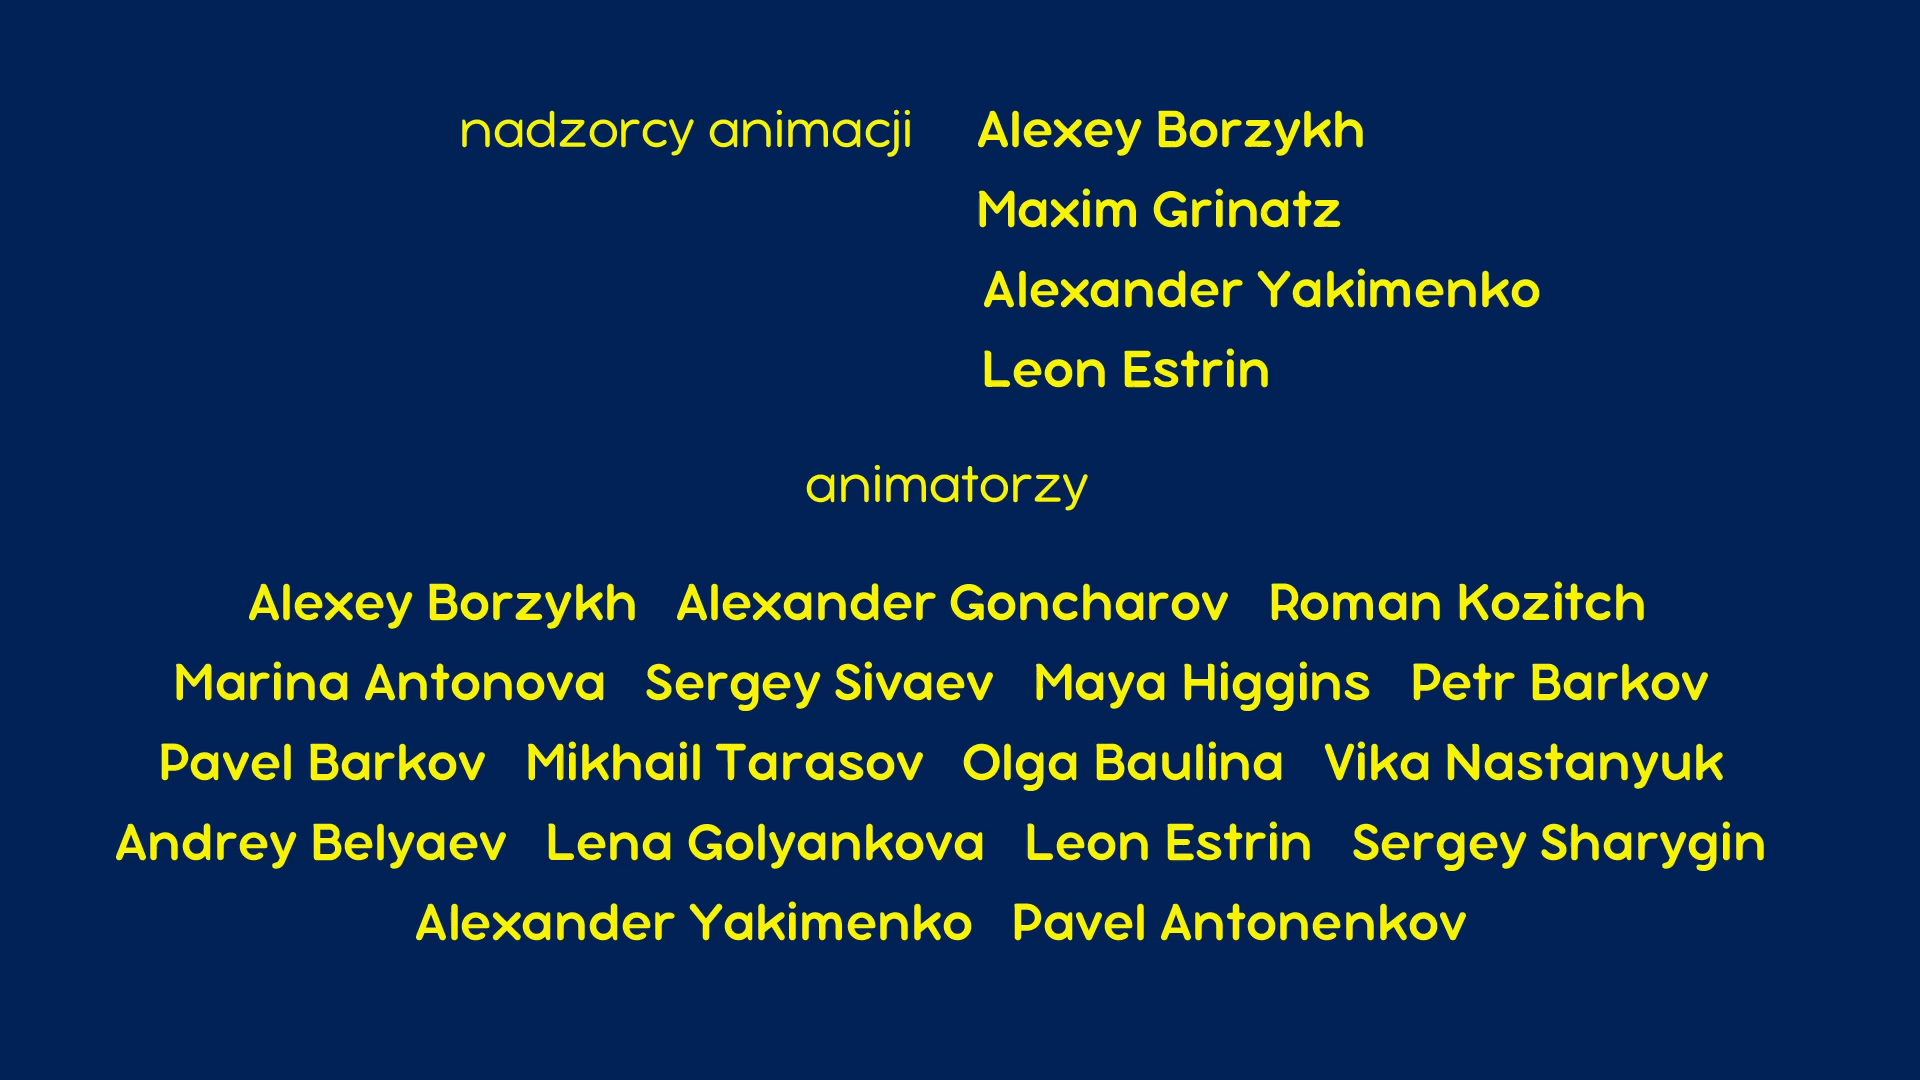 nadzorcy animacji Alexey Borzykh
Maxim Grinatz
Alexander Yakimenko
Leon Estrin
animatorzy
Alexey Borzykh Alexander Goncharov Roman Kozitch
Marina Antonova Sergey Sivaev Maya Higgins Petr Barkov
Pavel Barkov Mikhail Tarasov Olga Baulina Vika Nastanyuk
Andrey Belyaev Lena Golyankova Leon Estrin Sergey Sharygin
Alexander Yakimenko Pavel Antonenkov